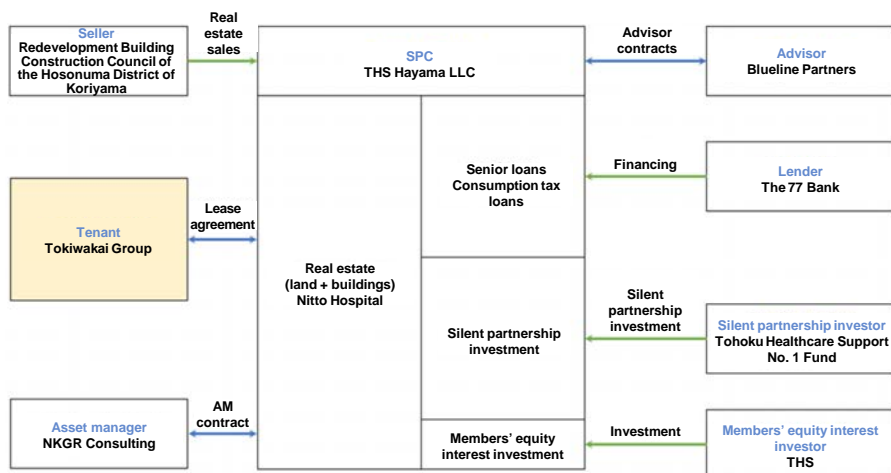 Seller
Redevelopment Building
Construction Council of
the Hosonuma District of
Koriyama
Real
estate
sales
SPC
THS Hayama LLC
Advisor
contracts
Advisor
Blueline Partners
Tenant
Tokiwakai Group
Lease
agreement
Real estate
(land + buildings)
Nitto Hospital
Senior loans
Consumption tax
loans
Financing
Lender
The 77 Bank
Silent partnership
investment
Silent
partnership
investment
Silent partnership investor
Tohoku Healthcare Support
No. 1 Fund
Asset manager
NKGR Consulting
AM
contract
Members' equity
interest investment
Investment
Members' equity interest
investor
THS